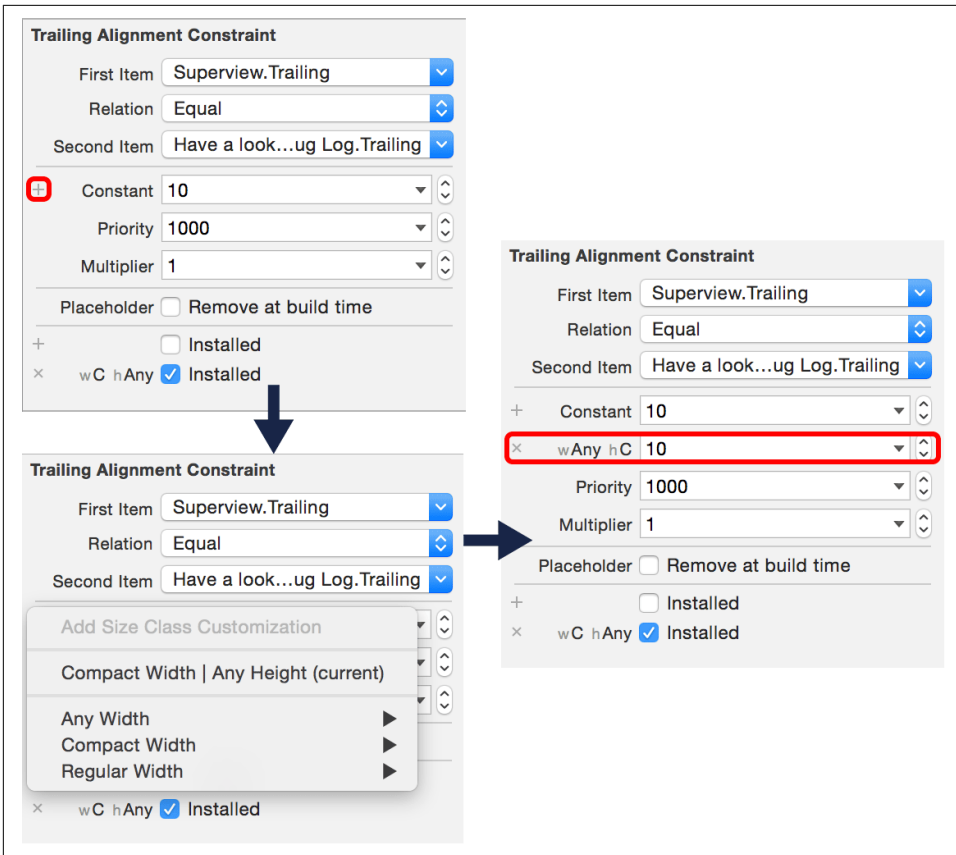 Trailing Alignment Constraint
First Item Superview.Trailing
Relation Equal
Second Item Have a look...ug Log.Trailing
+ Constant 10
Priority 1000
Multiplier 1
Placeholder Remove at build time
+ Installed
× wC hAny Installed
Trailing Alignment Constraint
First Item Superview.Trailing
Relation Equal
Second Item Have a look...ug Log.Trailing
Add Size Class Customization
Compact Width | Any Height (current)
Any Width
Compact Width
Regular Width
× wC hAny Installed
Trailing Alignment Constraint
First Item Superview.Trailing
Relation Equal
Second Item Have a look...ug Log.Trailing
+ Constant 10
× wAny hC 10
Priority 1000
Multiplier 1
Placeholder Remove at build time
+ Installed
× wC hAny Installed